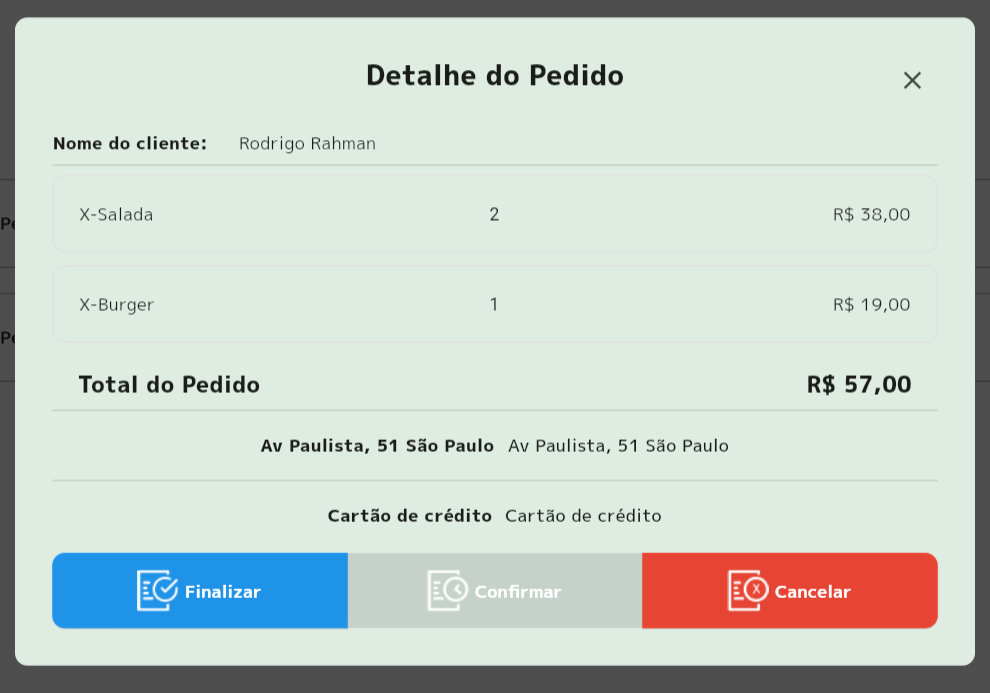 Detalhe do Pedido
Nome do cliente: Rodrigo Rahman
X-Salada 2 R$ 38,00
Pe
X-Burger 1 R$ 19,00
Pe
Total do Pedido R$ 57,00
Av Paulista, 51 São Paulo Av Paulista, 51 São Paulo
Cartão de crédito Cartão de crédito
Finalizar Confirmar Cancelar